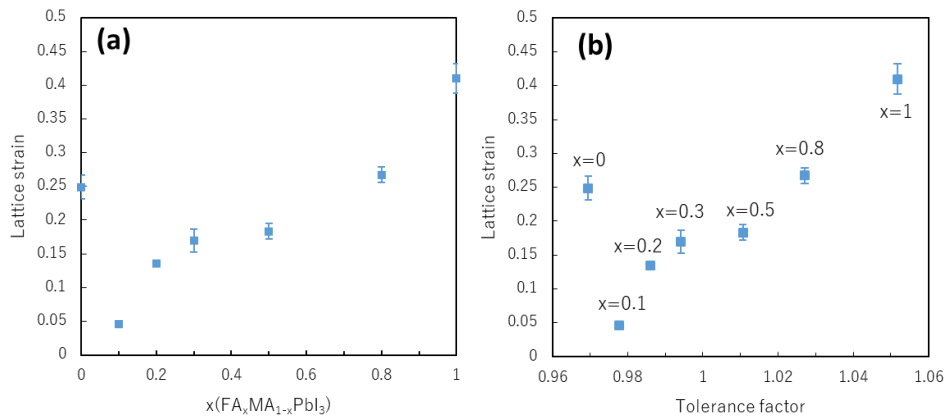 (a)
Lattice strain
0.5
0.45
0.4
0.35
0.3
0.25
0.2
0.15
0.1
0.05
0
0 0.2 0.4 0.6 0.8 1
x(FAₓMA₁₋ₓPbI₃)
(b)
Lattice strain
0.5
0.45
0.4
0.35
0.3
0.25
0.2
0.15
0.1
0.05
0
x=1
x=0.8
x=0
x=0.3
x=0.5
x=0.2
x=0.1
0.96 0.98 1 1.02 1.04 1.06
Tolerance factor